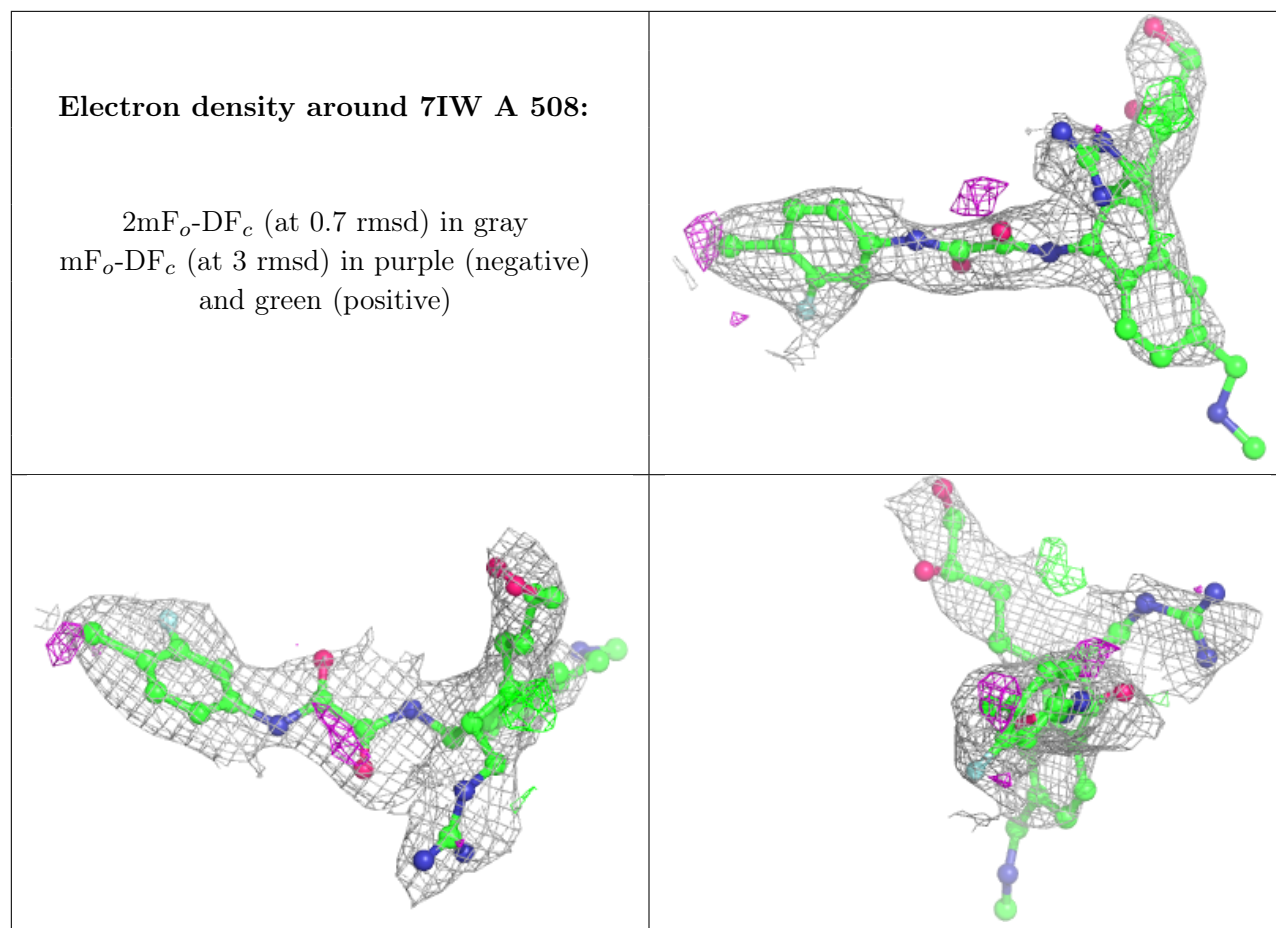 Electron density around 7IW A 508:
2mFo-DFc (at 0.7 rmsd) in gray
mFo-DFc (at 3 rmsd) in purple (negative)
and green (positive)